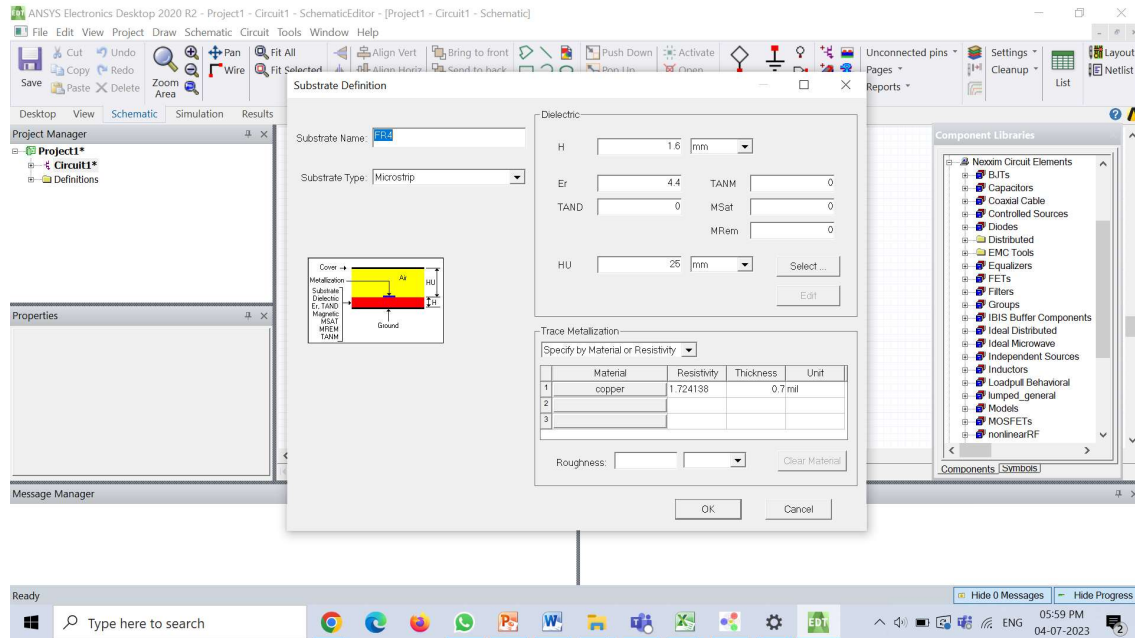 ANSYS Electronics Desktop 2020 R2 - Project1 - Circuit1 - SchematicEditor - [Project1 - Circuit1 - Schematic]
File Edit View Project Draw Schematic Circuit Tools Window Help
Cut Undo Pan Fit All Align Vert Bring to front Push Down Activate Unconnected pins Settings Layout
Copy Redo Wire Fit Selected Align Horiz Send to back Pop Up Open Pages Cleanup Netlist
Save Paste Delete Zoom Area Reports List
Desktop View Schematic Simulation Results
Project Manager
Project1*
Circuit1*
Definitions
Properties
Message Manager
Substrate Definition
Substrate Name: FR4
Substrate Type: Microstrip
Cover
Air
HU
Metallization
Substrate
Dielectic
Er, TAND
Magnetic
MSAT
MREM
TANM
H
Ground
Dielectric
H 1.6 mm
Er 4.4 TANM 0
TAND 0 MSat 0
MRem 0
HU 25 mm Select ...
Edit
Trace Metallization
Specify by Material or Resistivity
Material Resistivity Thickness Unit
1 copper 1.724138 0.7 mil
2
3
Roughness: Clear Material
OK Cancel
Component Libraries
Nexxim Circuit Elements
BJTs
Capacitors
Coaxial Cable
Controlled Sources
Diodes
Distributed
EMC Tools
Equalizers
FETs
Filters
Groups
IBIS Buffer Components
Ideal Distributed
Ideal Microwave
Independent Sources
Inductors
Loadpull Behavioral
lumped_general
Models
MOSFETs
nonlinearRF
Components Symbols
Ready
Hide 0 Messages Hide Progress
Type here to search
EDT
ENG
05:59 PM
04-07-2023
2